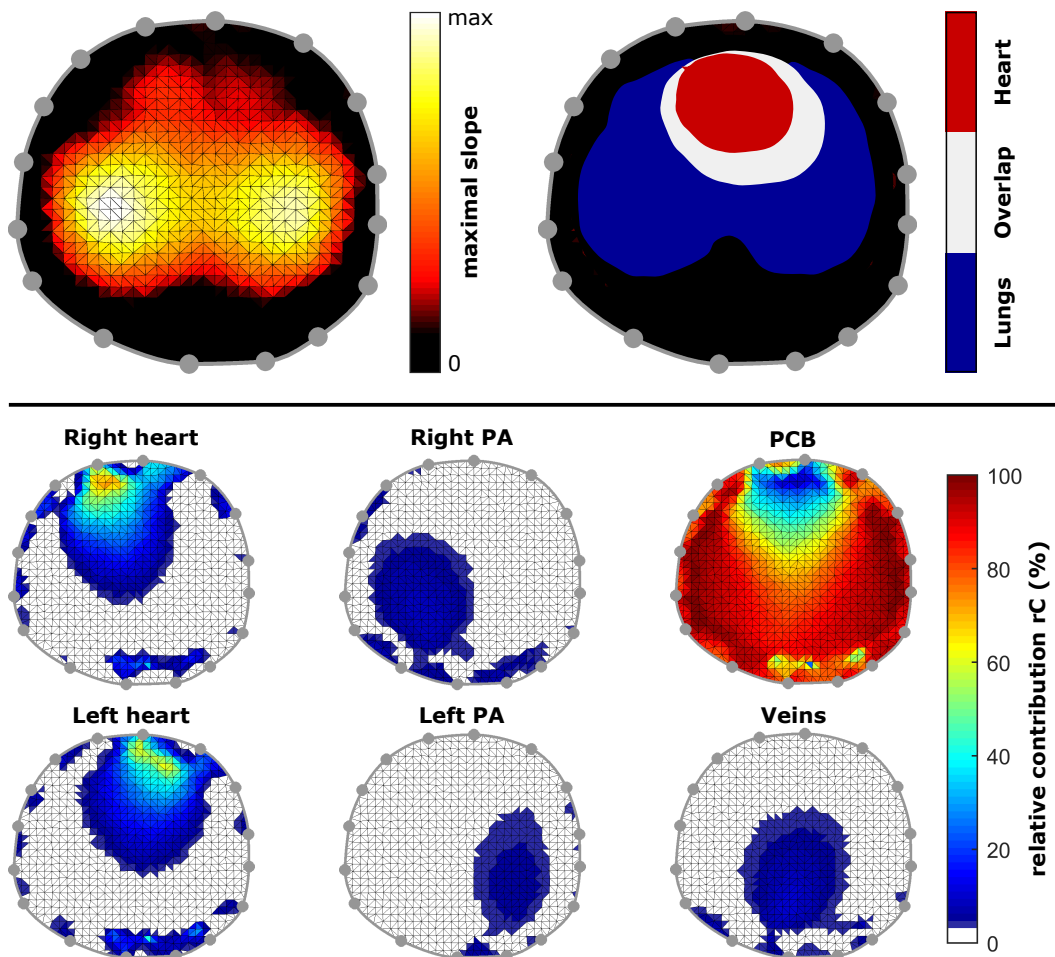 max
maximal slope
0
Heart
Overlap
Lungs
Right heart
Right PA
PCB
Left heart
Left PA
Veins
100
80
60
40
20
0
relative contribution rC (%)